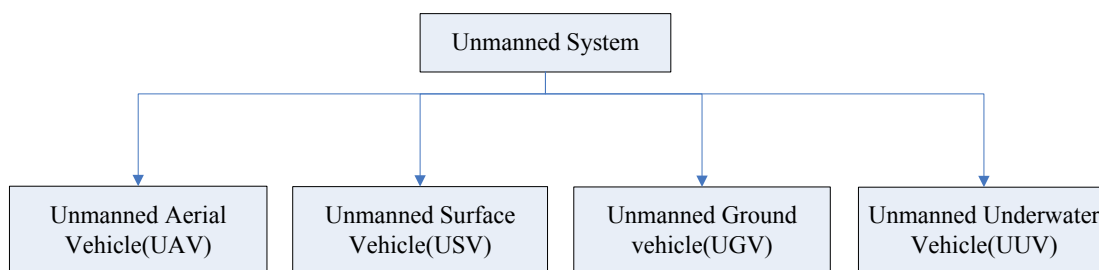 Unmanned System
Unmanned Aerial
Vehicle(UAV)
Unmanned Surface
Vehicle(USV)
Unmanned Ground
vehicle(UGV)
Unmanned Underwater
Vehicle(UUV)